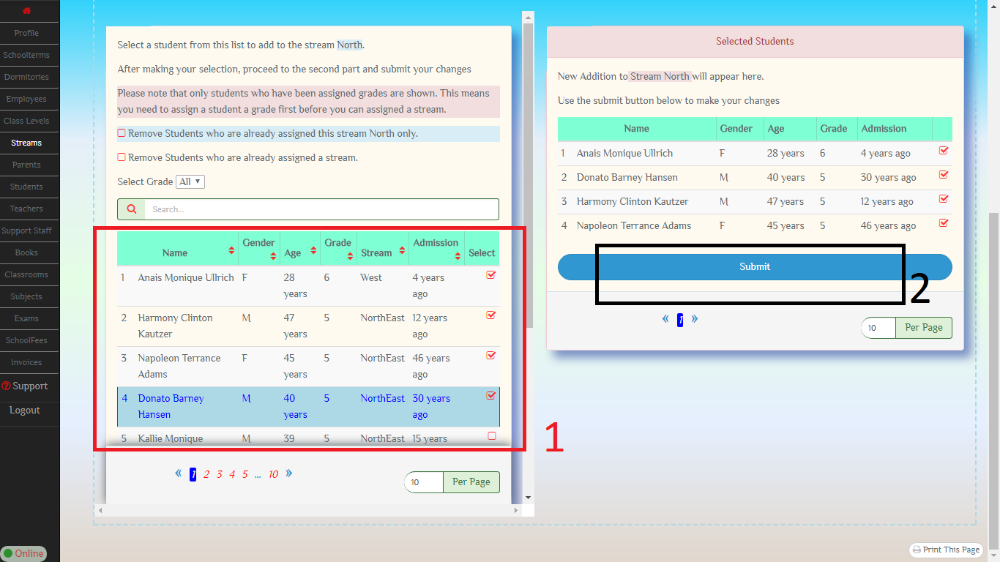 Profile
Schoolterms
Dormitories
Employees
Class Levels
Streams
Parents
Students
Teachers
Support Staff
Books
Classrooms
Subjects
Exams
SchoolFees
Invoices
Support
Logout
Online
Select a student from this list to add to the stream North.
After making your selection, proceed to the second part and submit your changes
Please note that only students who have been assigned grades are shown. This means
you need to assign a student a grade first before you can assigned a stream.
Remove Students who are already assigned this stream North only.
Remove Students who are already assigned a stream.
Select Grade All
Search...
Name Gender Age Grade Stream Admission Select
1 Anais Monique Ullrich F 28 6 West 4 years
years ago
2 Harmony Clinton M 47 5 NorthEast 12 years
Kautzer years ago
3 Napoleon Terrance F 45 5 NorthEast 46 years
Adams years ago
4 Donato Barney M 40 5 NorthEast 30 years
Hansen years ago
5 Kallie Monique M 39 5 NorthEast 15 years
1
« 1 2 3 4 5 ... 10 »
10 Per Page
Selected Students
New Addition to Stream North will appear here.
Use the submit button below to make your changes
Name Gender Age Grade Admission
1 Anais Monique Ullrich F 28 years 6 4 years ago
2 Donato Barney Hansen M 40 years 5 30 years ago
3 Harmony Clinton Kautzer M 47 years 5 12 years ago
4 Napoleon Terrance Adams F 45 years 5 46 years ago
Submit
2
« 1 »
10 Per Page
Print This Page